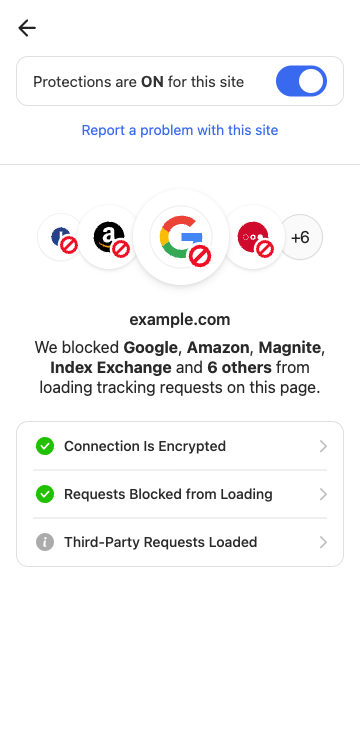 Protections are ON for this site
Report a problem with this site
a
+6
example.com
We blocked Google, Amazon, Magnite,
Index Exchange and 6 others from
loading tracking requests on this page.
Connection Is Encrypted
Requests Blocked from Loading
Third-Party Requests Loaded